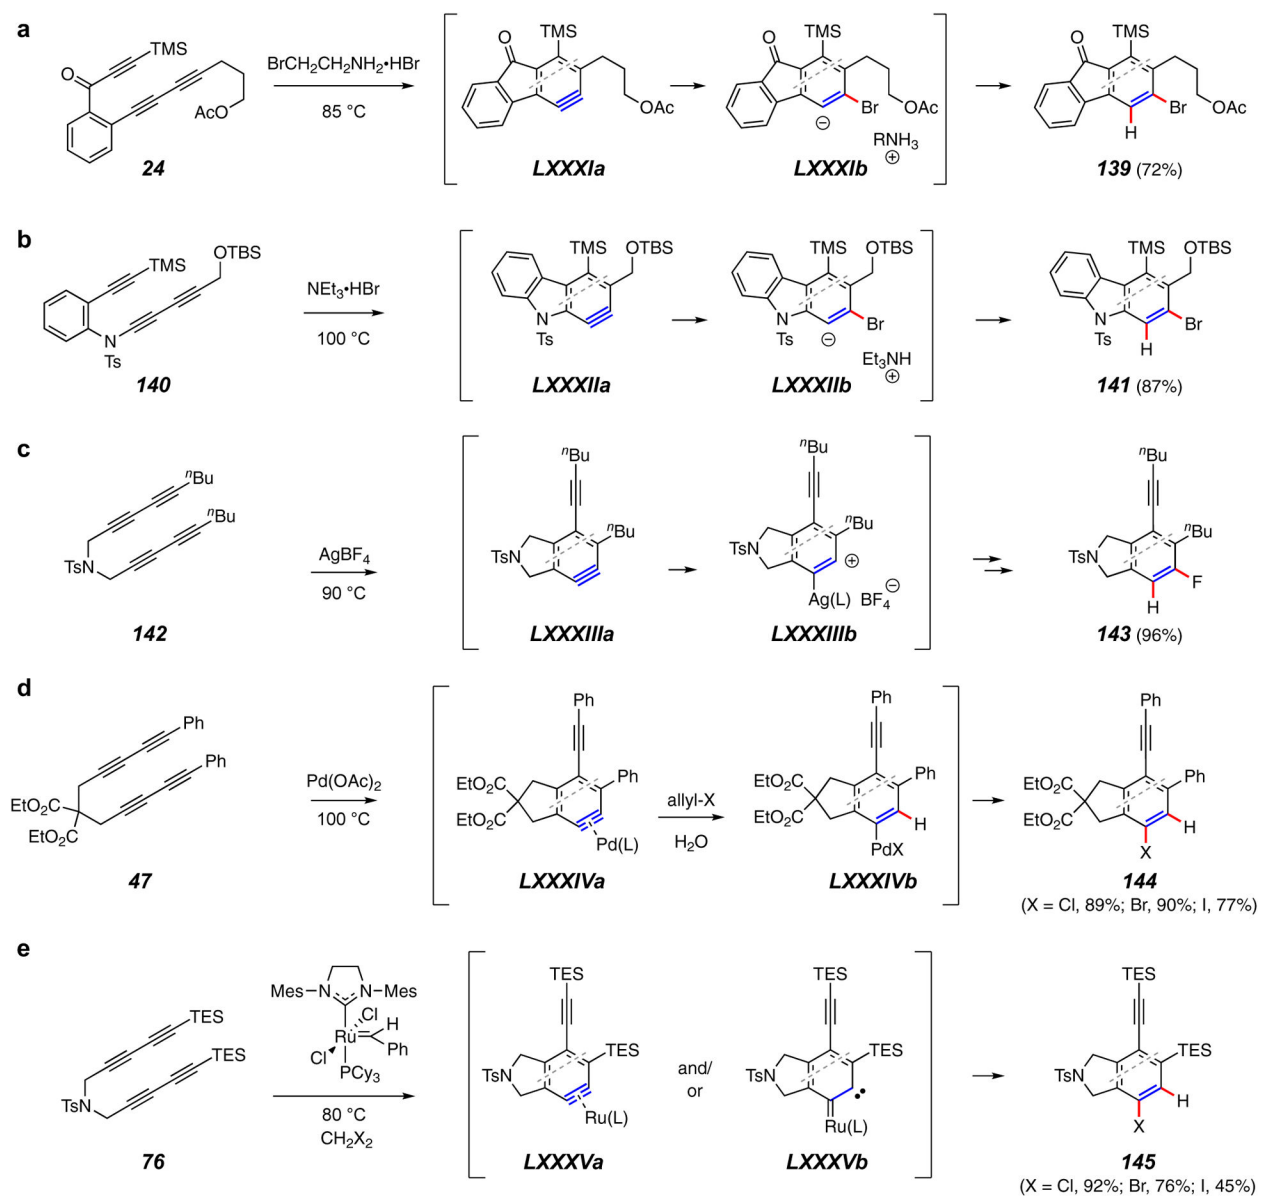 a
TMS
O
AcO
24
BrCH₂CH₂NH₂•HBr
85 °C
O
TMS
OAc
LXXXIa
O
TMS
Br
OAc
⊖
RNH₃
⊕
LXXXIb
O
TMS
Br
OAc
H
139 (72%)
b
OTBS
TMS
N
Ts
140
NEt₃•HBr
100 °C
TMS
OTBS
N
Ts
LXXXIIa
TMS
OTBS
Br
N
Ts
⊖
Et₃NH
⊕
LXXXIIb
TMS
OTBS
Br
N
Ts
H
141 (87%)
c
ⁿBu
ⁿBu
TsN
142
AgBF₄
90 °C
ⁿBu
ⁿBu
TsN
LXXXIIIa
ⁿBu
ⁿBu
TsN
⊕
Ag(L) BF₄⊖
LXXXIIIb
ⁿBu
ⁿBu
TsN
F
H
143 (96%)
d
Ph
Ph
EtO₂C
EtO₂C
47
Pd(OAc)₂
100 °C
Ph
Ph
EtO₂C
EtO₂C
Pd(L)
LXXXIVa
allyl-X
H₂O
Ph
Ph
EtO₂C
EtO₂C
H
PdX
LXXXIVb
Ph
Ph
EtO₂C
EtO₂C
H
X
144
(X = Cl, 89%; Br, 90%; I, 77%)
e
TES
TES
TsN
76
Mes N N Mes
Cl
H
Ru
Cl
Ph
PCy₃
80 °C
CH₂X₂
TES
TES
TsN
Ru(L)
LXXXVa
and/
or
TES
TES
TsN
Ru(L)
LXXXVb
TES
TES
TsN
H
X
145
(X = Cl, 92%; Br, 76%; I, 45%)